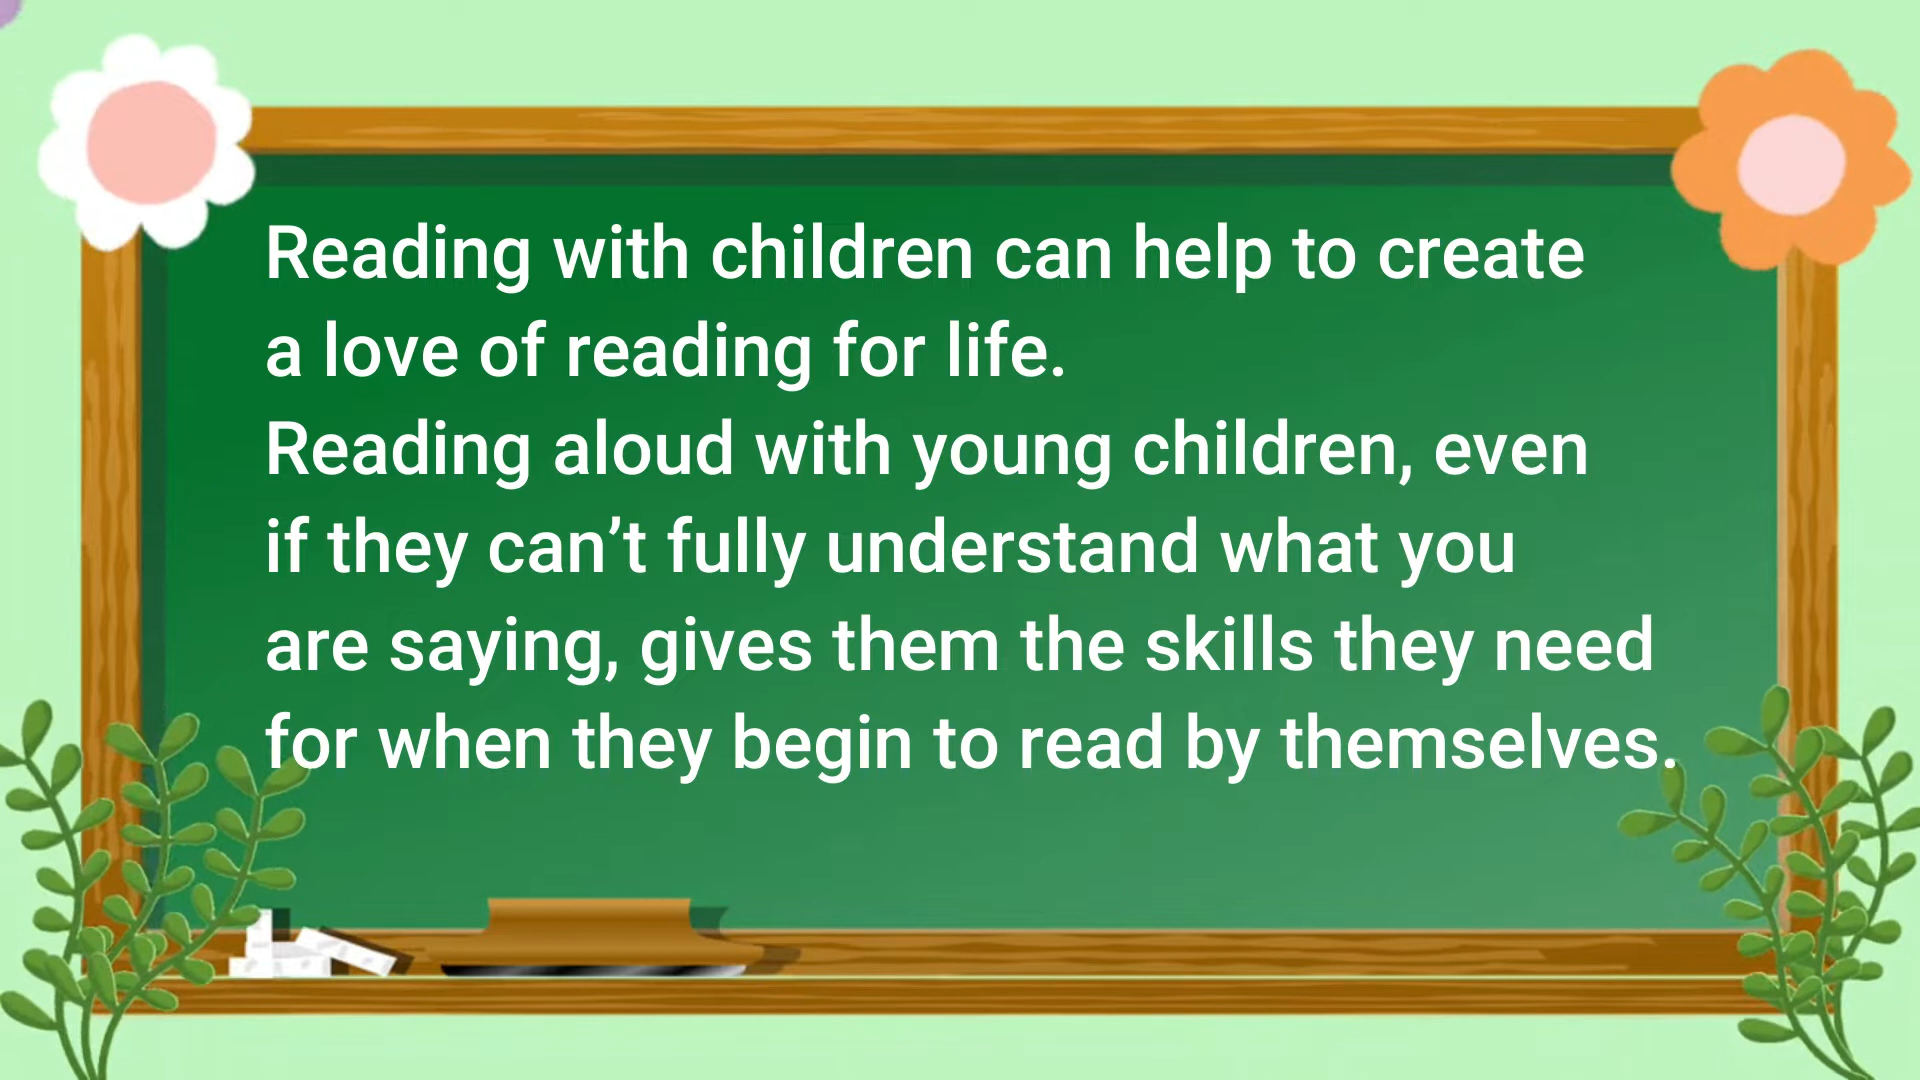 Reading with children can help to create
a love of reading for life.
Reading aloud with young children, even
if they can’t fully understand what you
are saying, gives them the skills they need
for when they begin to read by themselves.